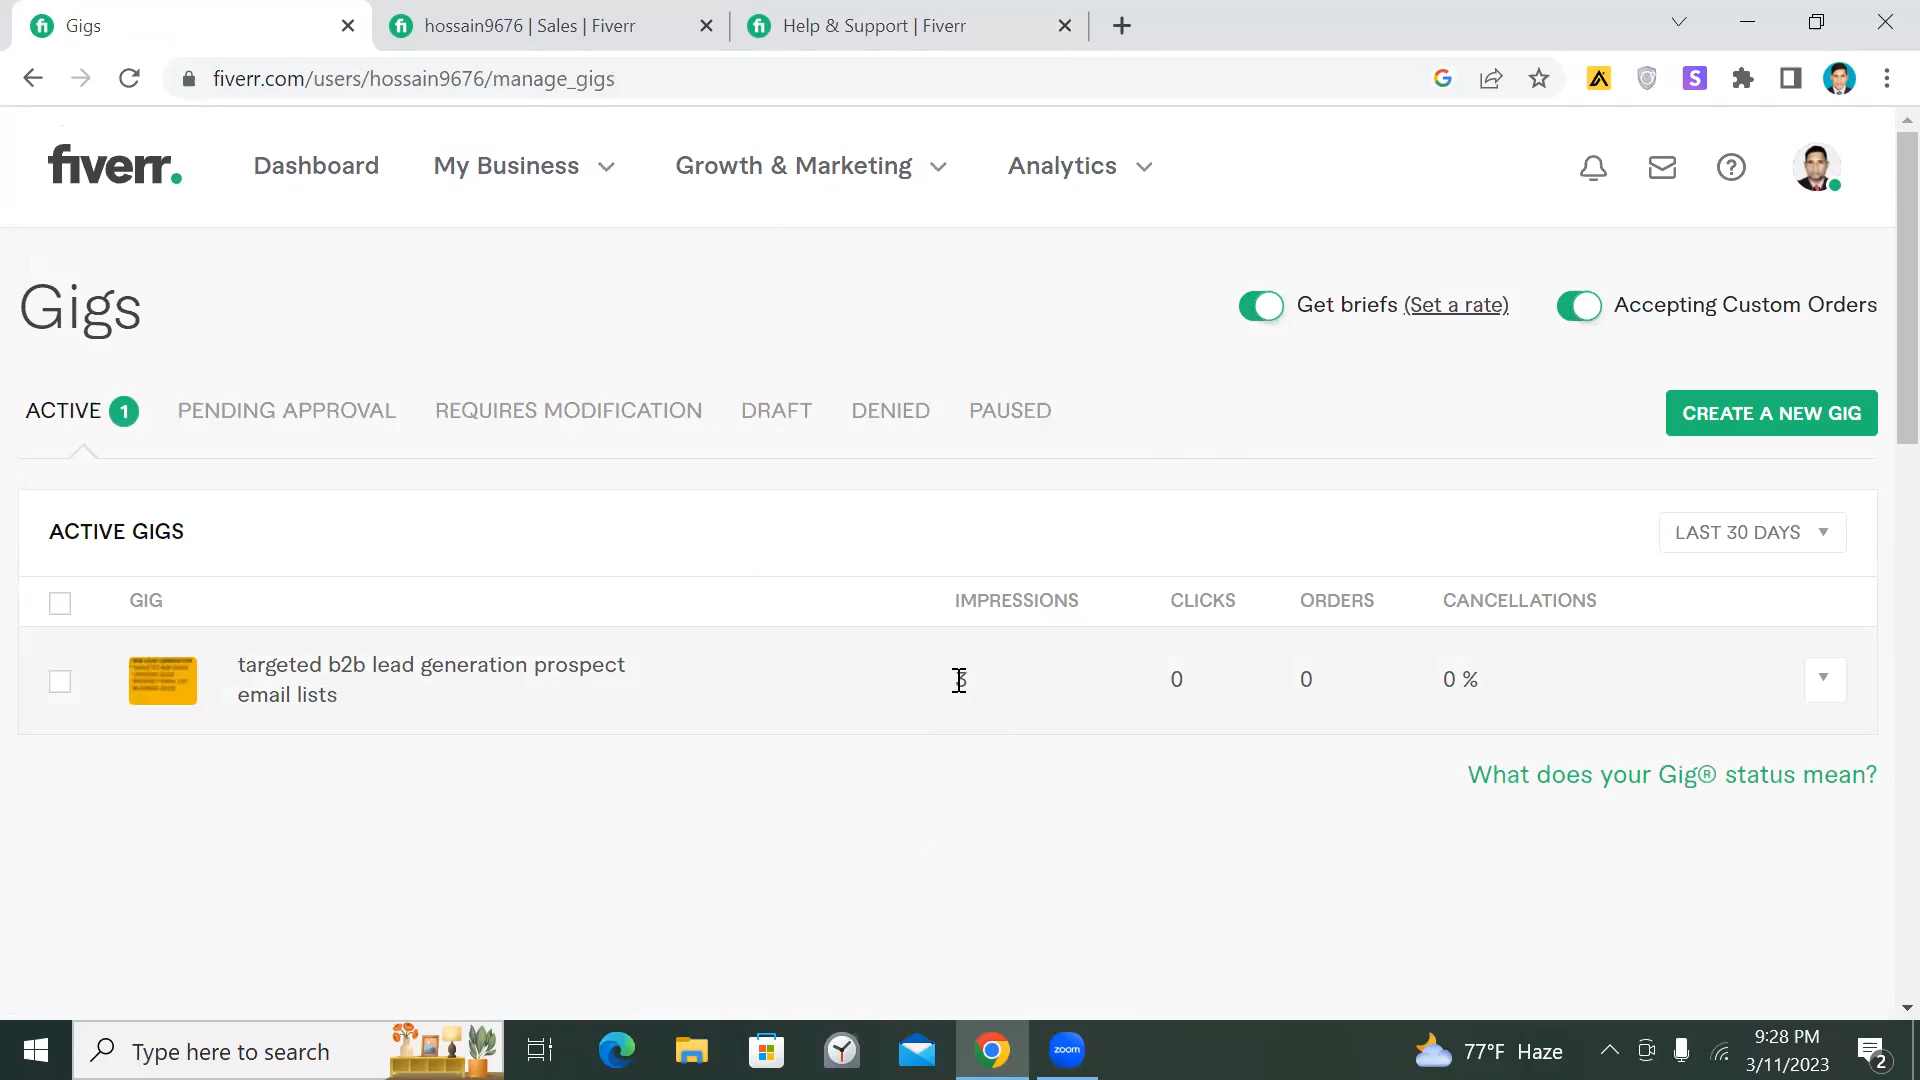 Gigs
hossain9676 | Sales | Fiverr
Help & Support | Fiverr
fiverr.com/users/hossain9676/manage_gigs
fiverr.
Dashboard
My Business
Growth & Marketing
Analytics
Gigs
Get briefs (Set a rate)
Accepting Custom Orders
ACTIVE 1
PENDING APPROVAL
REQUIRES MODIFICATION
DRAFT
DENIED
PAUSED
CREATE A NEW GIG
ACTIVE GIGS
LAST 30 DAYS
GIG
IMPRESSIONS
CLICKS
ORDERS
CANCELLATIONS
targeted b2b lead generation prospect
email lists
3
0
0
0 %
What does your Gig® status mean?
Type here to search
zoom
77°F Haze
9:28 PM
3/11/2023
2